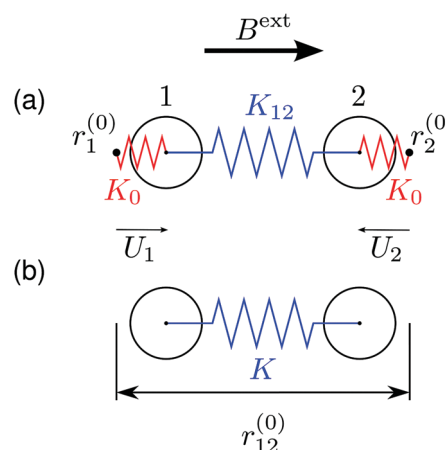 B^ext
(a) 1 K_12 2
r_1^(0) r_2^(0
K_0 K_0
U_1 U_2
(b)
K
r_12^(0)